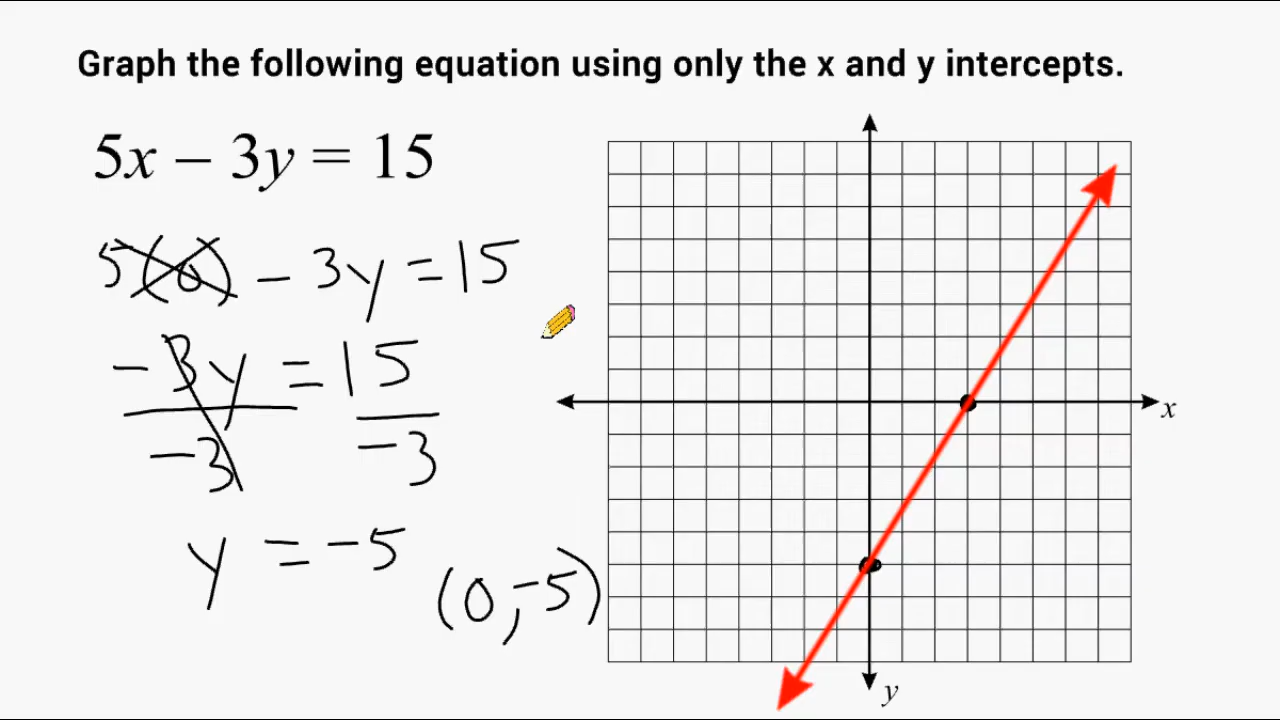 Graph the following equation using only the x and y intercepts.
5x – 3y = 15
5(0) – 3y = 15
-3y = 15
-3 -3
y = -5
(0,-5)
x
y